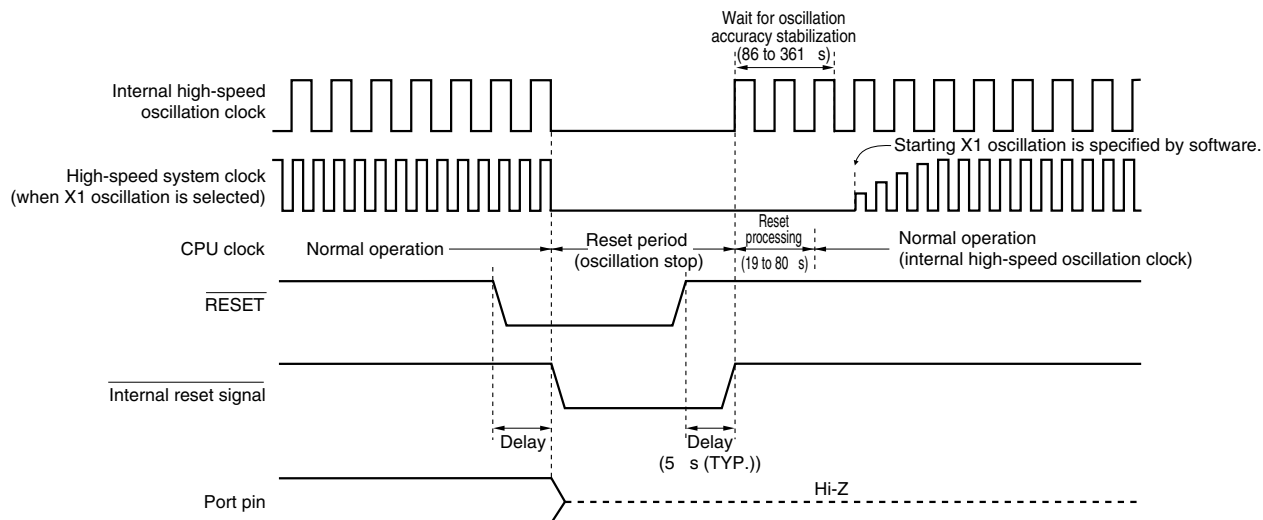 Wait for oscillation
accuracy stabilization
(86 to 361 s)
Internal high-speed
oscillation clock
Starting X1 oscillation is specified by software.
High-speed system clock
(when X1 oscillation is selected)
CPU clock
Normal operation
Reset period
(oscillation stop)
Reset
processing
(19 to 80 s)
Normal operation
(internal high-speed oscillation clock)
RESET
Internal reset signal
Delay
Delay
(5 s (TYP.))
Hi-Z
Port pin